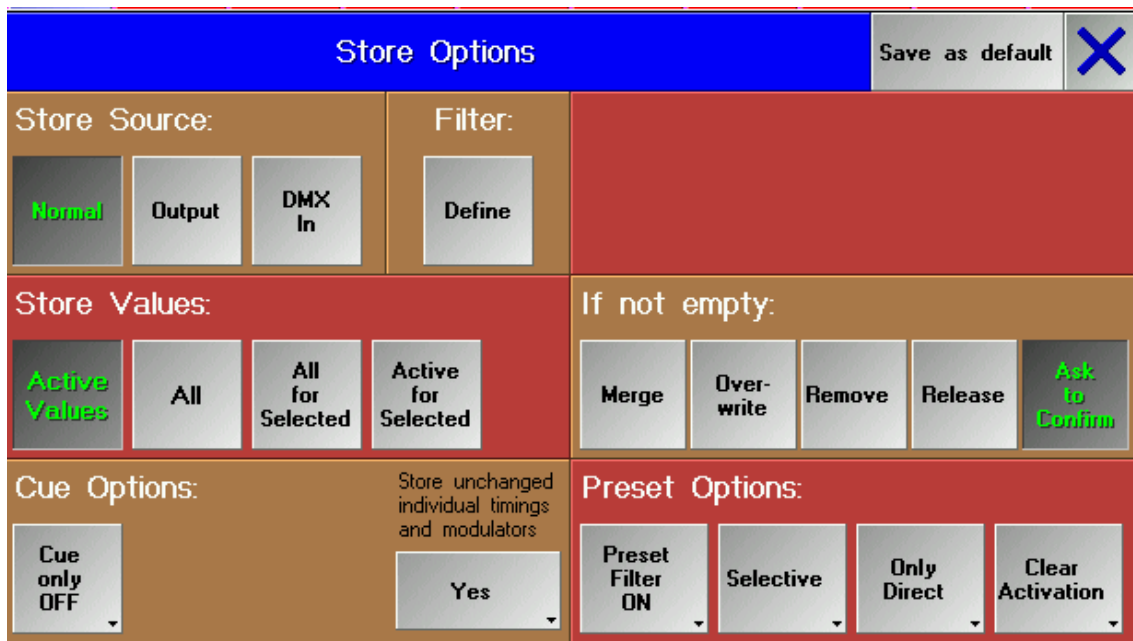 Store Options
Save as default
Store Source:
Normal
Output
DMX
In
Filter:
Define
Store Values:
Active
Values
All
All
for
Selected
Active
for
Selected
If not empty:
Merge
Over-
write
Remove
Release
Ask
to
Confirm
Cue Options:
Cue
only
OFF
Store unchanged
individual timings
and modulators
Yes
Preset Options:
Preset
Filter
ON
Selective
Only
Direct
Clear
Activation